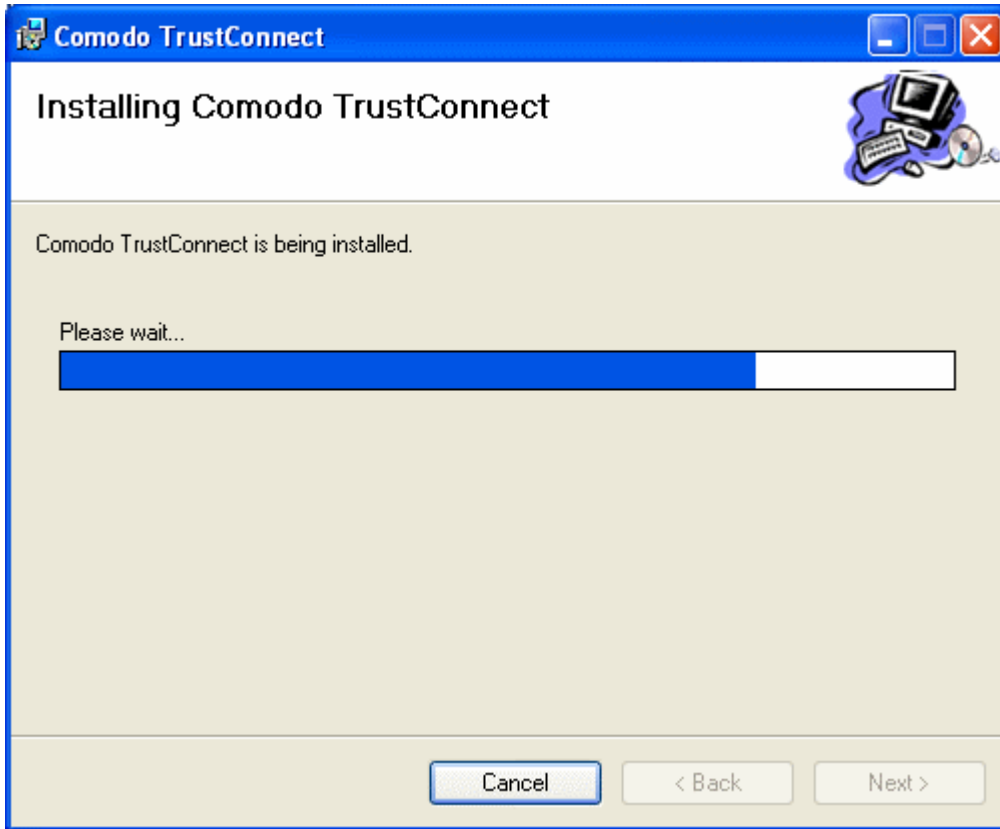 Comodo TrustConnect
Installing Comodo TrustConnect
Comodo TrustConnect is being installed.
Please wait...
Cancel
< Back
Next >